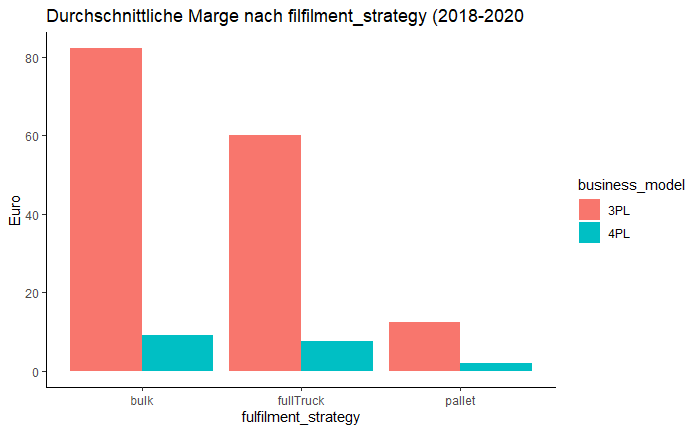 Durchschnittliche Marge nach filfilment_strategy (2018-2020
80
60
40
20
0
Euro
bulk
fullTruck
pallet
fulfilment_strategy
business_model
3PL
4PL